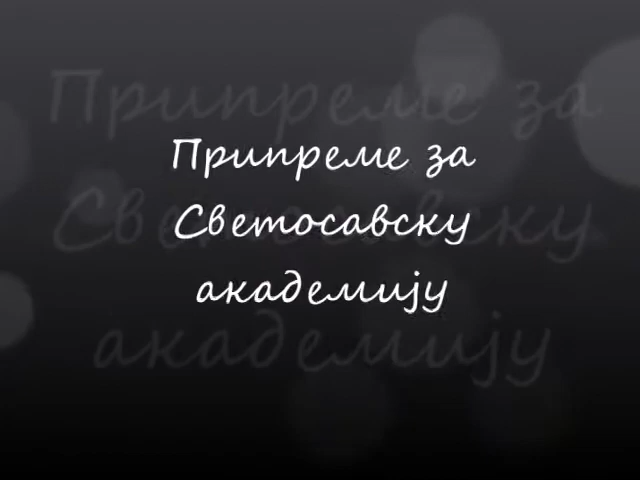 Припреме за
Светосавску
академију